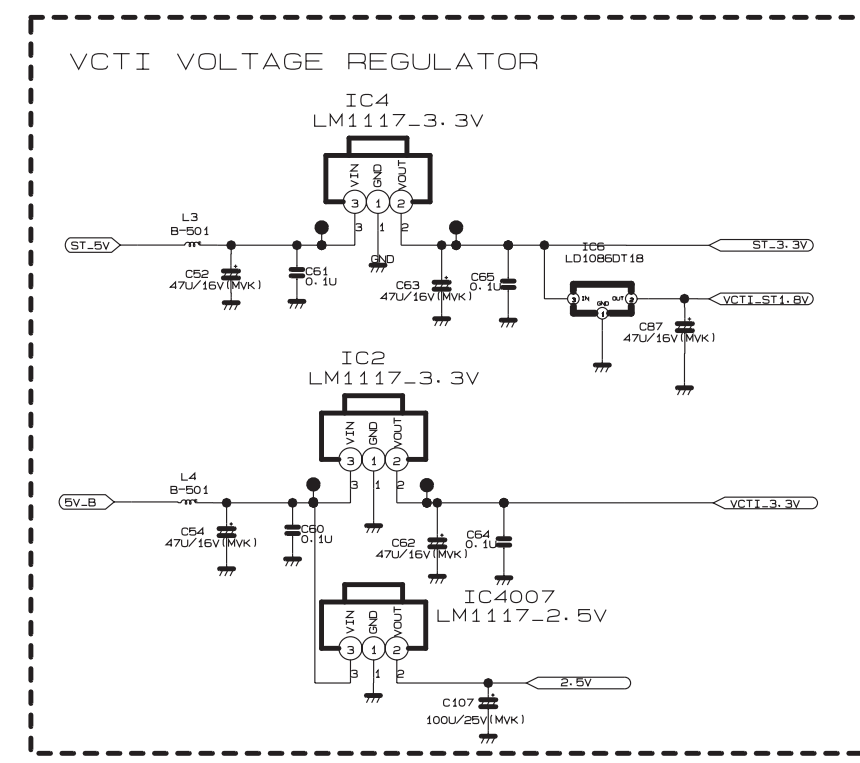 VCTI VOLTAGE REGULATOR
IC4
LM1117_3.3V
VIN
GND
VOUT
3
1
2
3
1
2
L3
B-501
ST_5V
GND
C52
47U/16V(MVK)
C61
0.1U
C63
47U/16V(MVK)
C65
0.1U
IC6
LD1086DT18
ST_3.3V
3
IN
GND
OUT
2
1
VCTI_ST1.8V
C87
47U/16V(MVK)
IC2
LM1117_3.3V
VIN
GND
VOUT
3
1
2
3
1
2
L4
B-501
5V_B
VCTI_3.3V
C54
47U/16V(MVK)
C60
0.1U
C62
47U/16V(MVK)
C64
0.1U
IC4007
LM1117_2.5V
VIN
GND
VOUT
3
1
2
3
1
2
2.5V
C107
100U/25V(MVK)